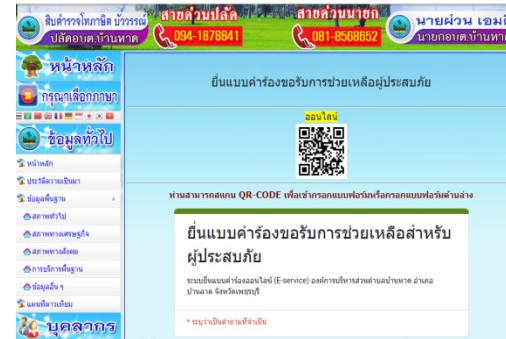 สิบตำรวจโทภาษิต บัวรรณ์
ปลัดอบต.บ้านหาด
สายด่วนปลัด
094-1878841
สายด่วนนายก
081-8568652
นายผ่วน เอมส์
นายกอบต.บ้านหาด
หน้าหลัก
กรุณาเลือกภาษา
ข้อมูลทั่วไป
หน้าหลัก
ประวัติความเป็นมา
ข้อมูลพื้นฐาน
สภาพทั่วไป
สภาพทางเศรษฐกิจ
สภาพทางสังคม
การบริการพื้นฐาน
ข้อมูลอื่น ๆ
แผนที่ดาวเทียม
บุคลากร
ยื่นแบบคำร้องขอรับการช่วยเหลือผู้ประสบภัย
ออนไลน์
ท่านสามารถสแกน QR-CODE เพื่อเข้ากรอกแบบฟอร์มหรือกรอกแบบฟอร์มด้านล่าง
ยื่นแบบคำร้องขอรับการช่วยเหลือสำหรับ
ผู้ประสบภัย
ระบบยื่นแบบคำร้องออนไลน์ (E-service) องค์การบริหารส่วนตำบลบ้านหาด อำเภอ
บ้านลาด จังหวัดเพชรบุรี
* ระบุว่าเป็นคำถามที่จำเป็น